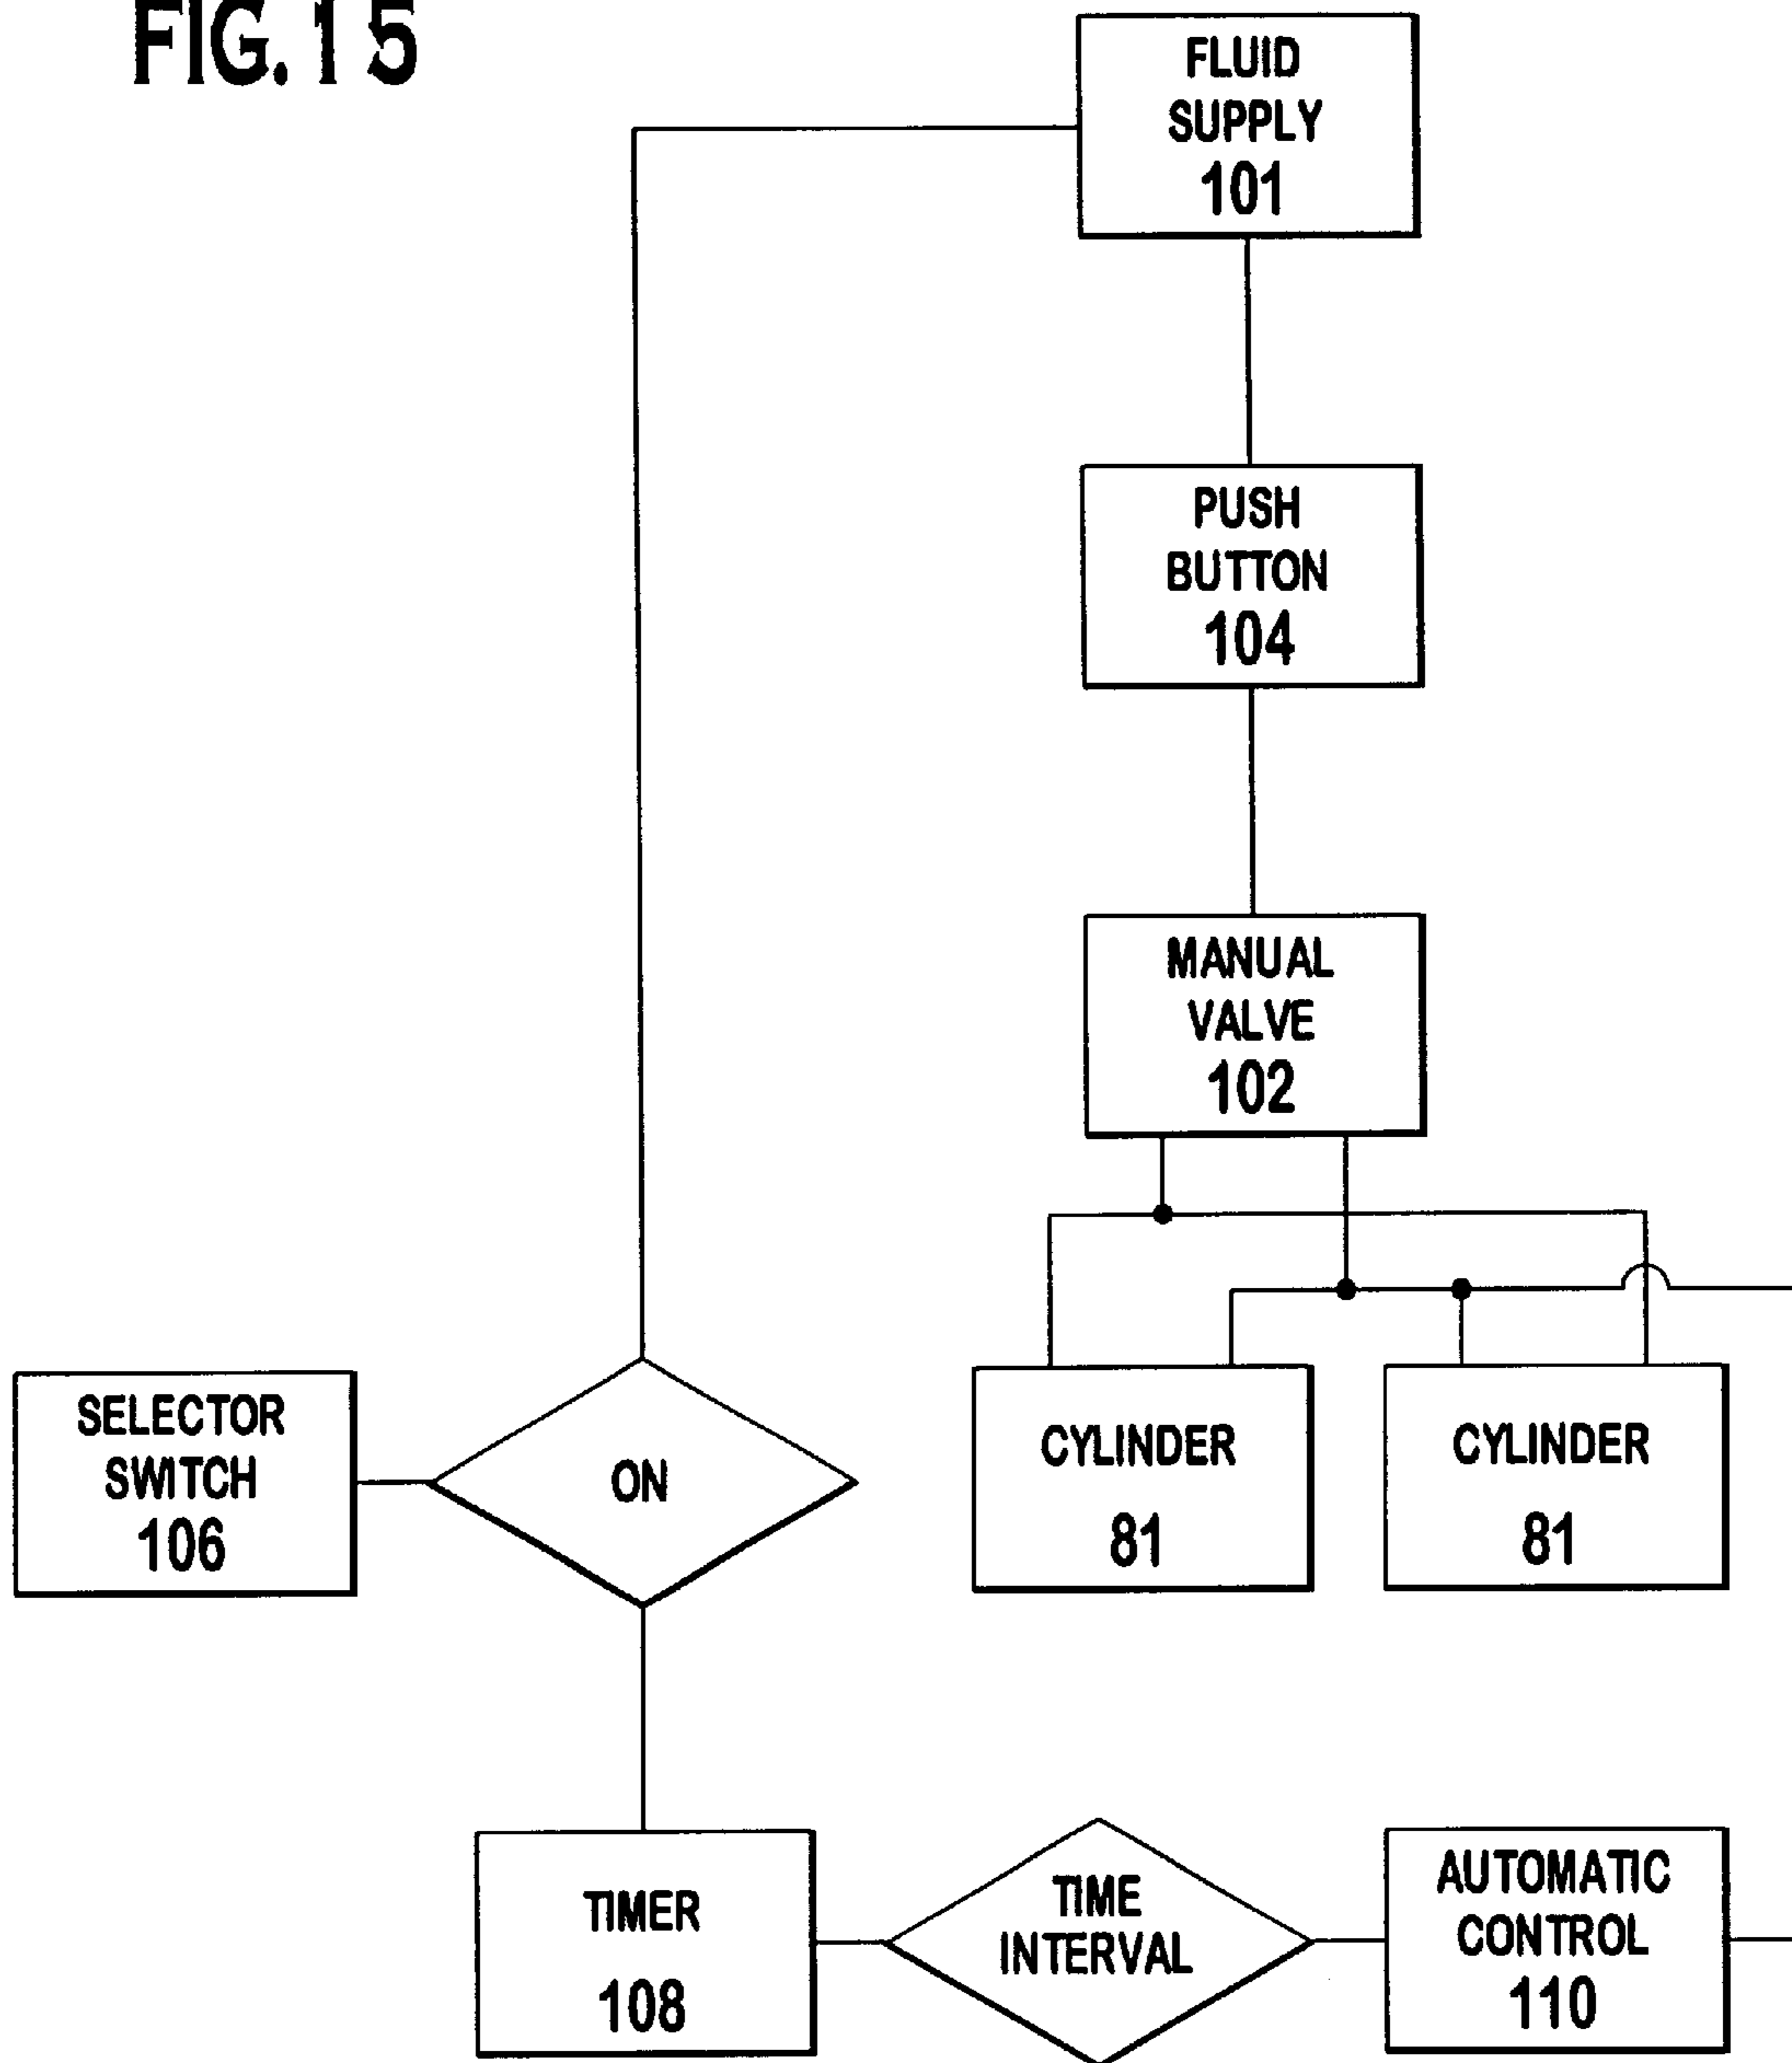 FIG. 15
FLUID
SUPPLY
101
PUSH
BUTTON
104
MANUAL
VALVE
102
SELECTOR
SWITCH
106
ON
CYLINDER
81
CYLINDER
81
TIMER
108
TIME
INTERVAL
AUTOMATIC
CONTROL
110